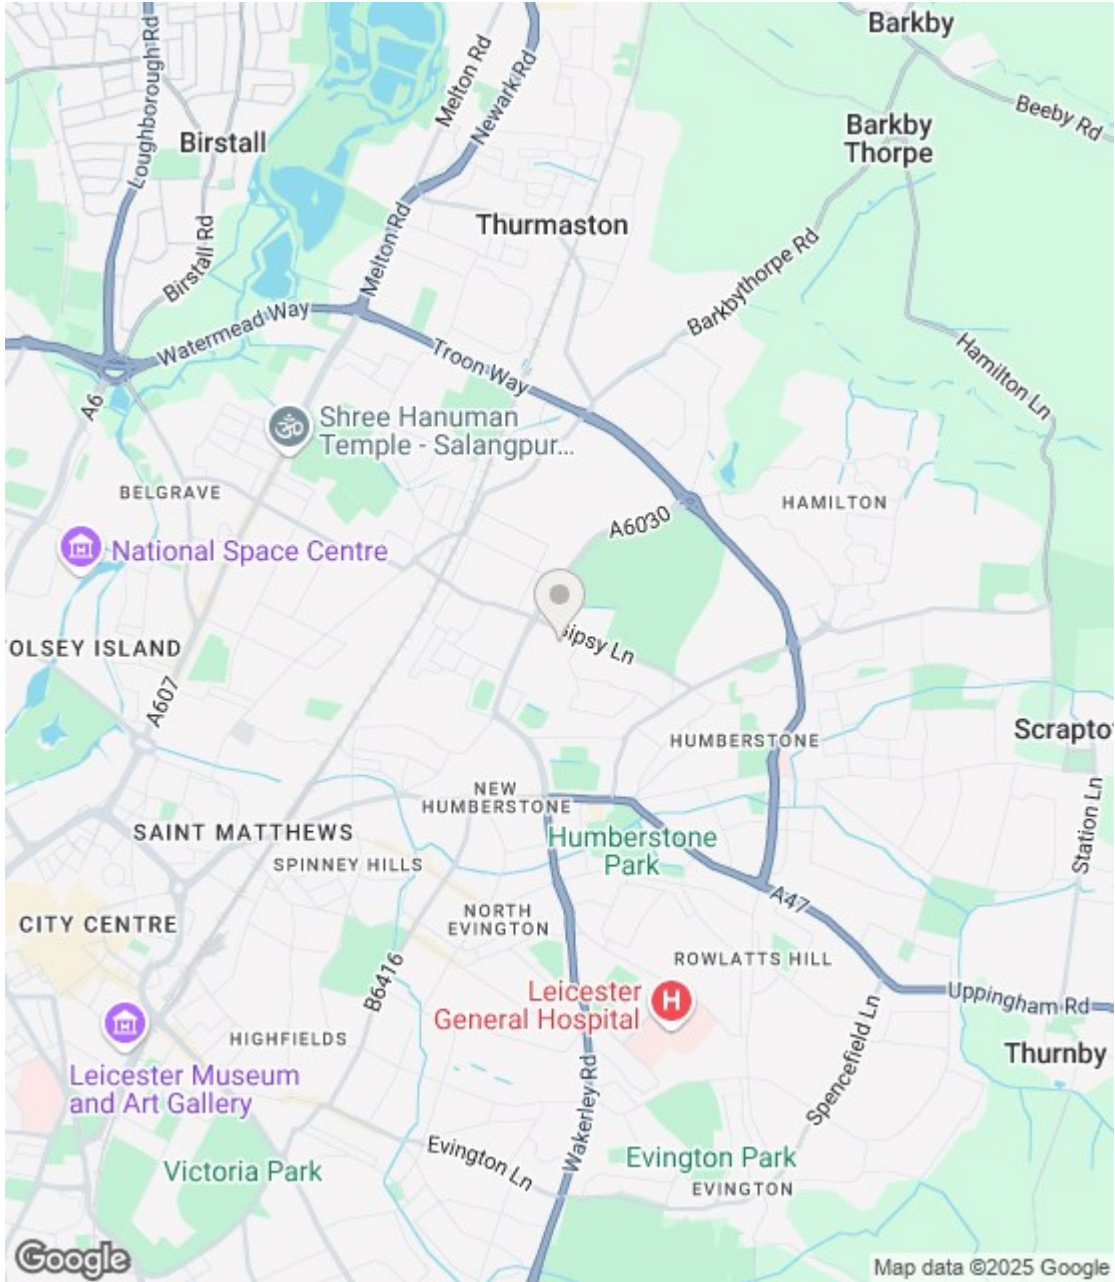 Barkby
Loughborough Rd
Melton Rd
Newark Rd
Beeby Rd
Birstall
Barkby
Thorpe
Thurmaston
Birstall Rd
Melton Rd
Barkbythorpe Rd
Watermead Way
Troon Way
Hamilton Ln
A6
Shree Hanuman
Temple - Salangpur...
BELGRAVE
HAMILTON
A6030
National Space Centre
Gipsy Ln
OLSEY ISLAND
A607
HUMBERSTONE
Scrapto
NEW
HUMBERSTONE
SAINT MATTHEWS
Humberstone
Park
Station Ln
SPINNEY HILLS
A47
CITY CENTRE
NORTH
EVINGTON
ROWLATTS HILL
B6416
Leicester
General Hospital
H
Uppingham Rd
HIGHFIELDS
Spencefield Ln
Thurnby
Leicester Museum
and Art Gallery
Wakerley Rd
Evington Ln
Victoria Park
Evington Park
EVINGTON
Google
Map data ©2025 Google